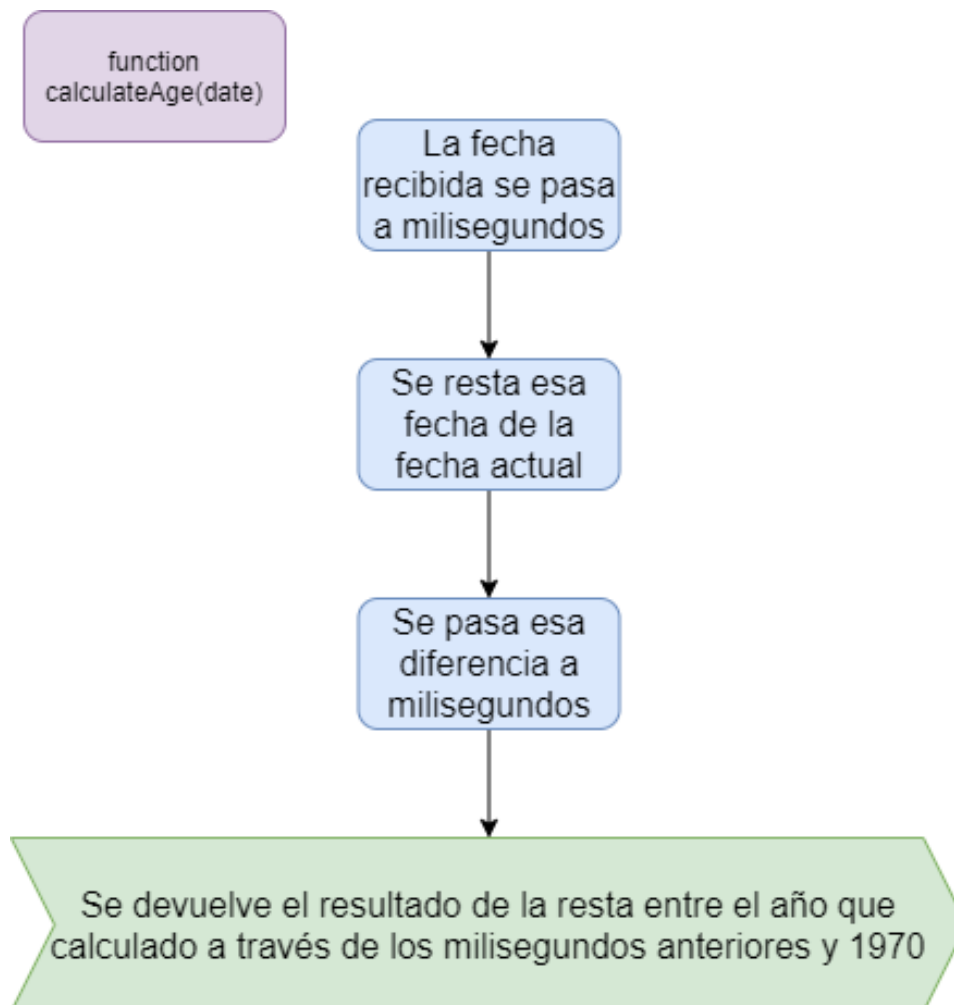 function
calculateAge(date)
La fecha
recibida se pasa
a milisegundos
Se resta esa
fecha de la
fecha actual
Se pasa esa
diferencia a
milisegundos
Se devuelve el resultado de la resta entre el año que
calculado a través de los milisegundos anteriores y 1970